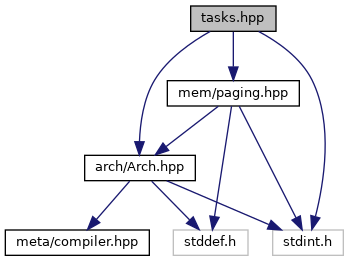 tasks.hpp
mem/paging.hpp
arch/Arch.hpp
meta/compiler.hpp
stddef.h
stdint.h